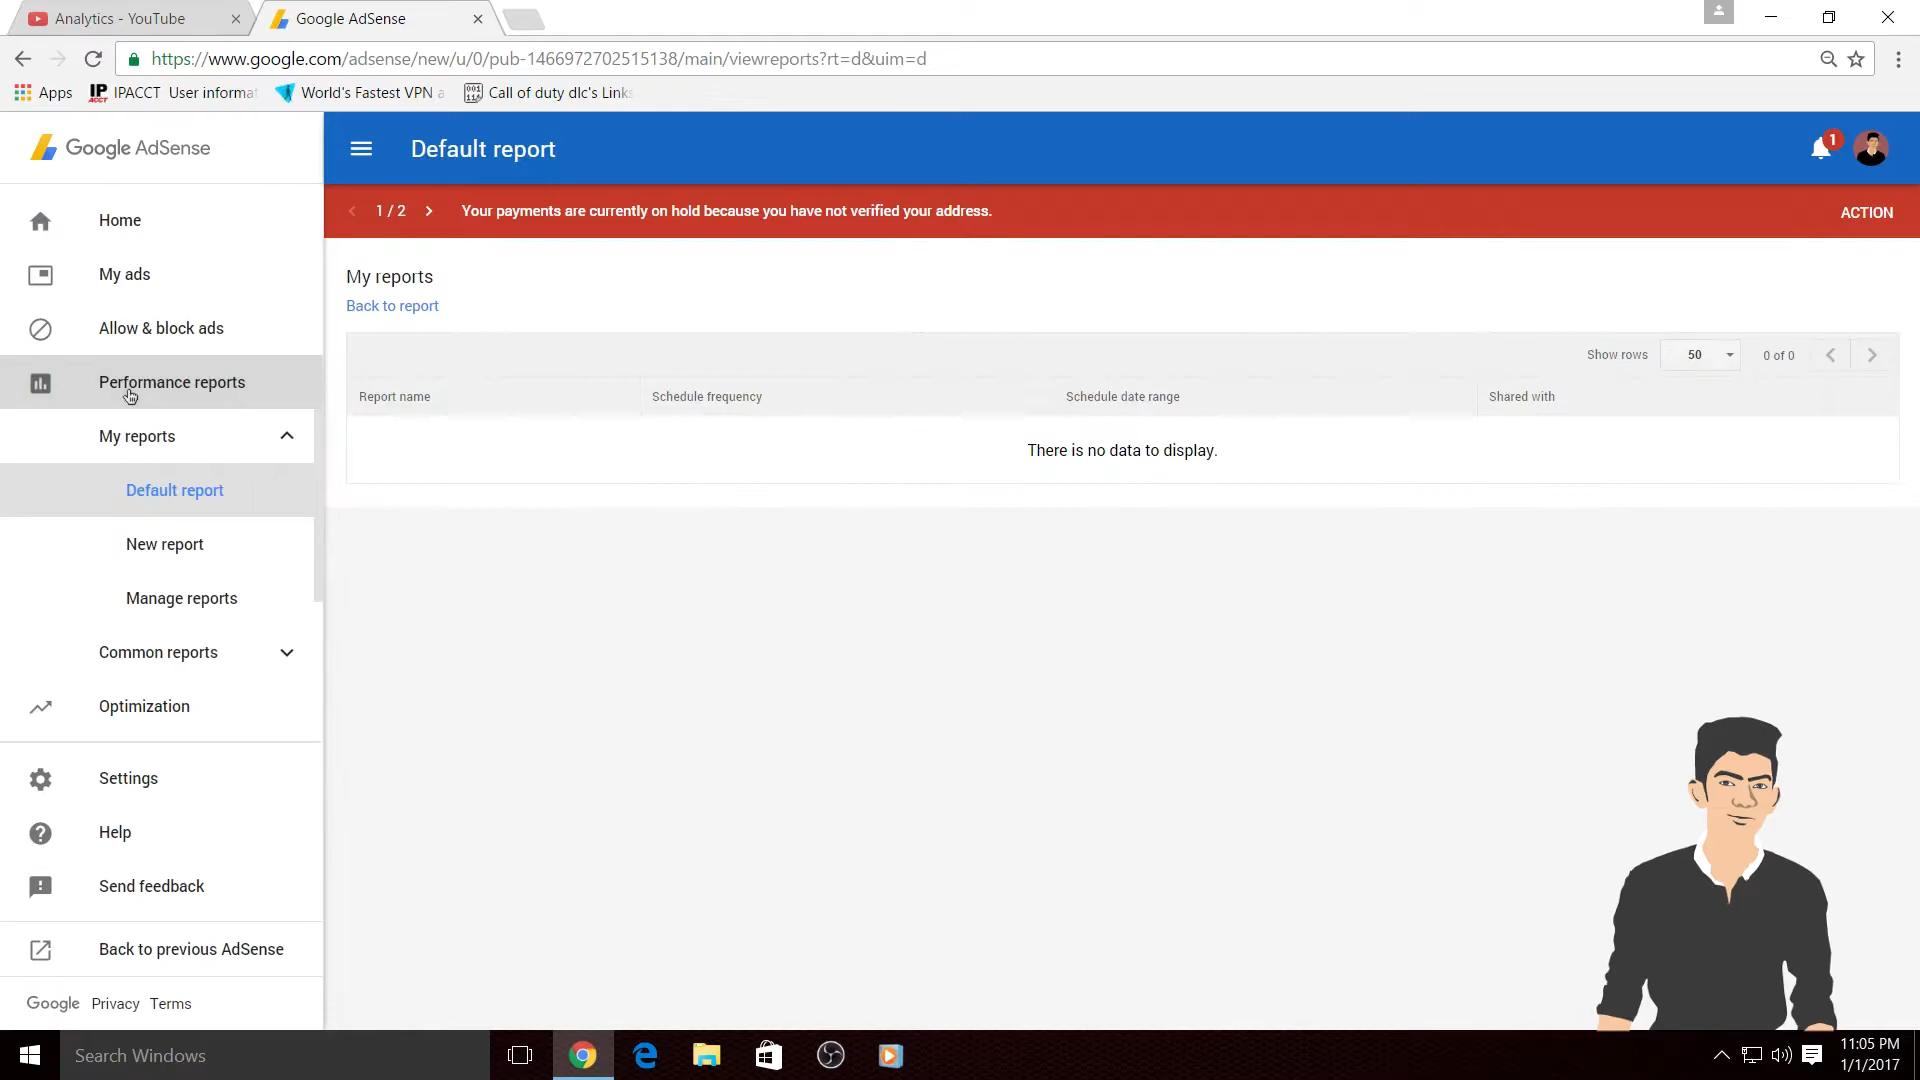 Analytics - YouTube
Google AdSense
https://www.google.com/adsense/new/u/0/pub-1466972702515138/main/viewreports?rt=d&uim=d
Apps
IPACCT User informat
World's Fastest VPN a
Call of duty dlc's Links
Google AdSense
Default report
1
1 / 2
Your payments are currently on hold because you have not verified your address.
ACTION
Home
My ads
Allow & block ads
Performance reports
My reports
Default report
New report
Manage reports
Common reports
Optimization
Settings
Help
Send feedback
Back to previous AdSense
Google Privacy Terms
My reports
Back to report
Show rows
50
0 of 0
Report name
Schedule frequency
Schedule date range
Shared with
There is no data to display.
Search Windows
11:05 PM
1/1/2017